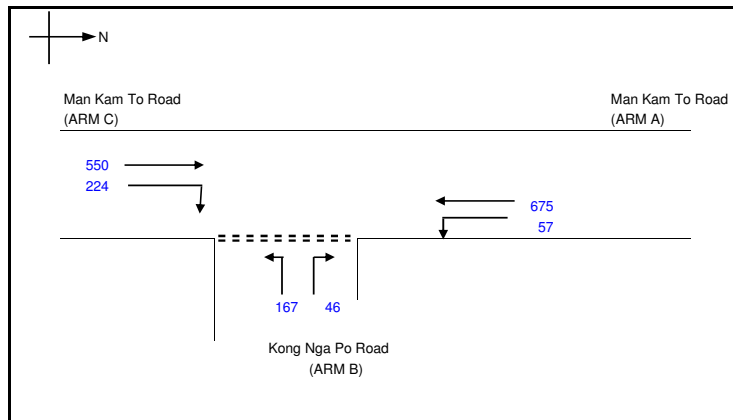 N
Man Kam To Road
(ARM C)
Man Kam To Road
(ARM A)
550
224
675
57
167 46
Kong Nga Po Road
(ARM B)